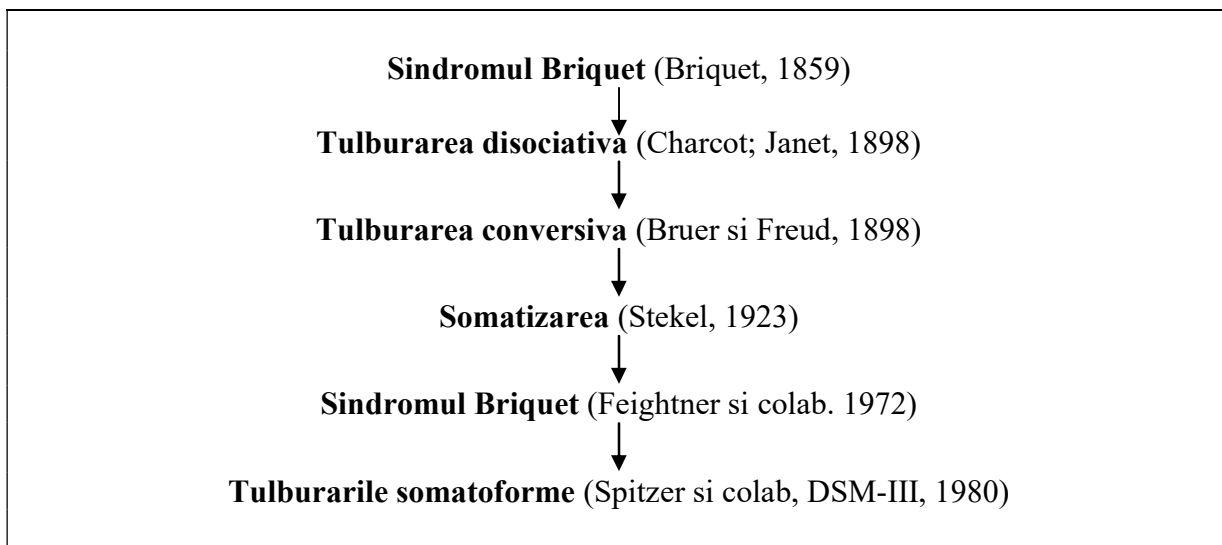 Sindromul Briquet (Briquet, 1859)
Tulburarea disociativa (Charcot; Janet, 1898)
Tulburarea conversiva (Bruer si Freud, 1898)
Somatizarea (Stekel, 1923)
Sindromul Briquet (Feightner si colab. 1972)
Tulburarile somatoforme (Spitzer si colab, DSM-III, 1980)